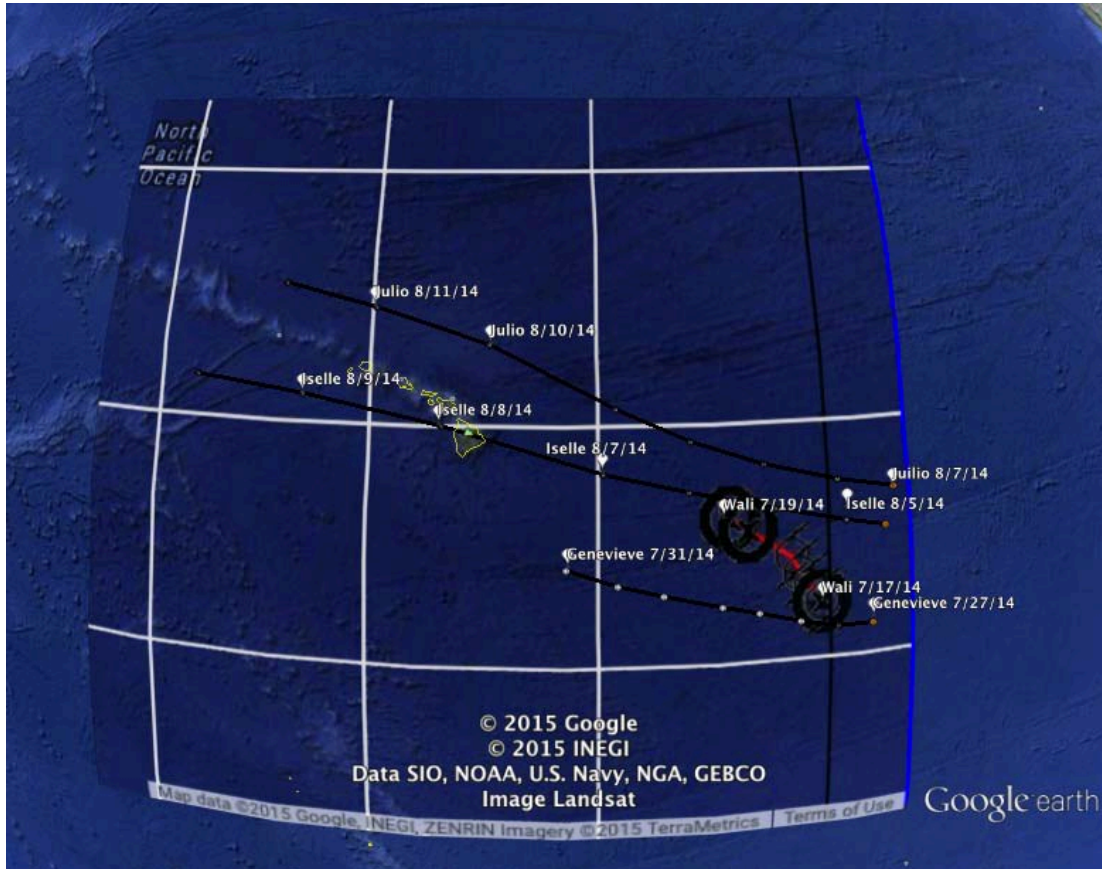 North
Pacific
Ocean
Julio 8/11/14
Julio 8/10/14
Iselle 8/9/14
Iselle 8/8/14
Iselle 8/7/14
Juilio 8/7/14
Iselle 8/5/14
Wali 7/19/14
Genevieve 7/31/14
Wali 7/17/14
Genevieve 7/27/14
© 2015 Google
© 2015 INEGI
Data SIO, NOAA, U.S. Navy, NGA, GEBCO
Image Landsat
Map data ©2015 Google, INEGI, ZENRIN Imagery ©2015 TerraMetrics | Terms of Use
Google earth